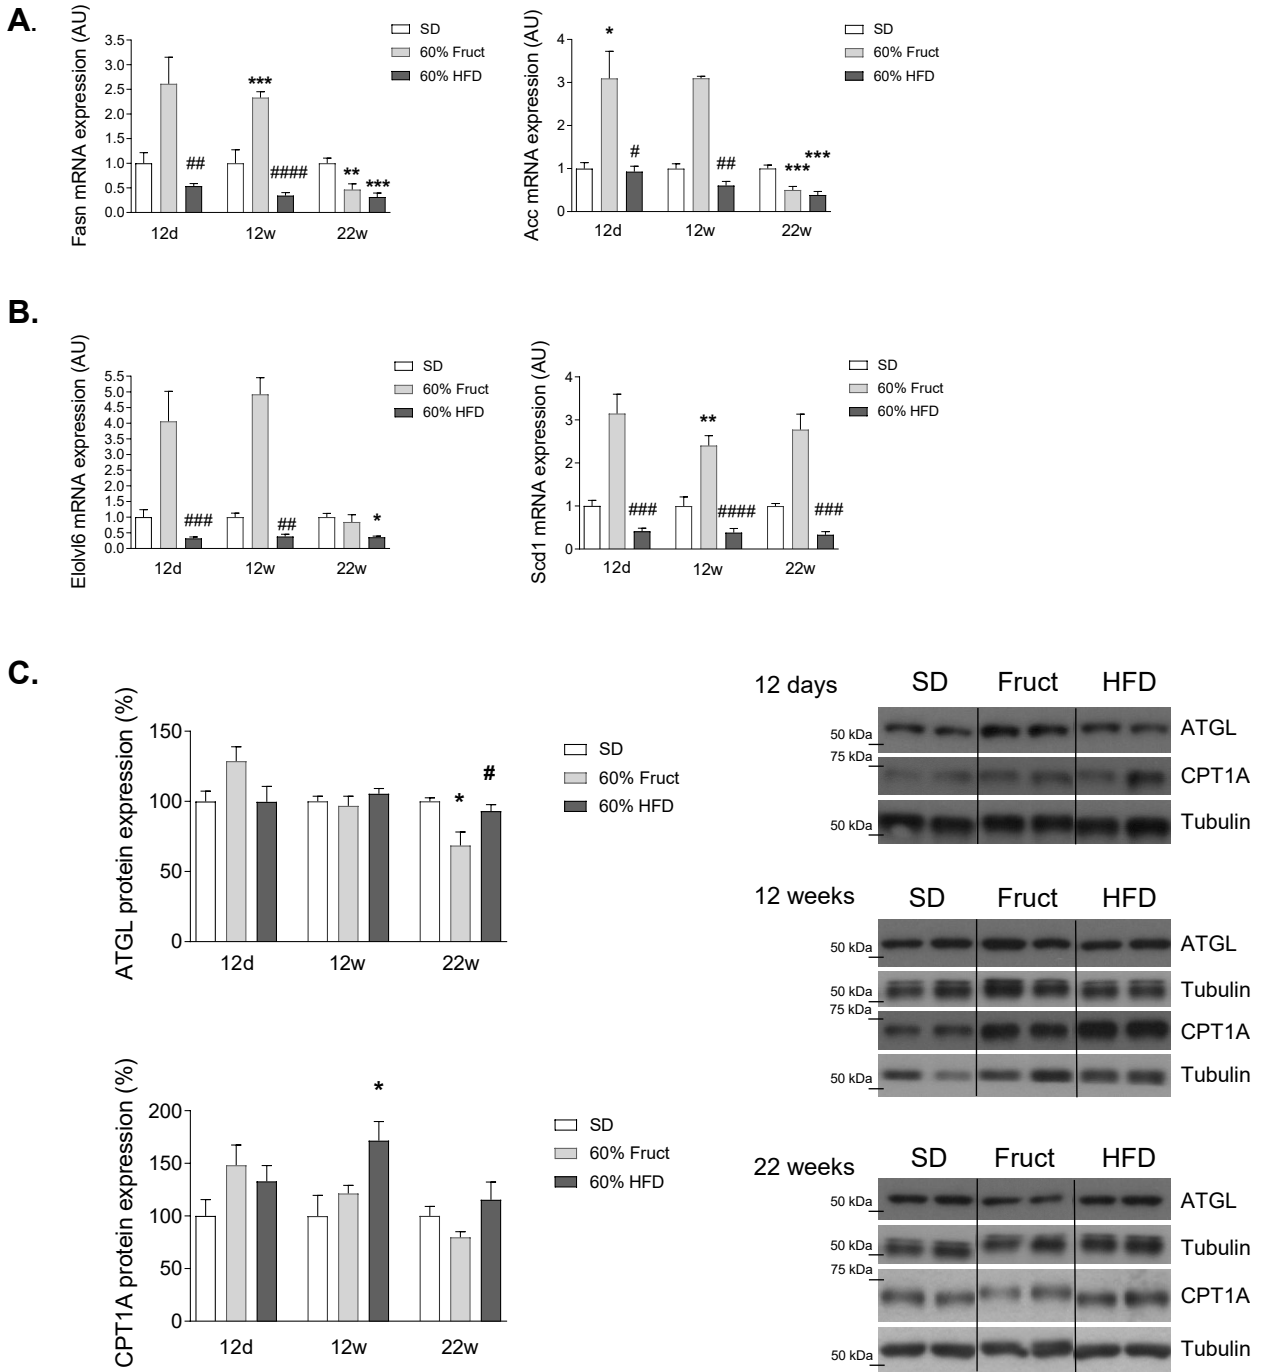 A.
Fasn mRNA expression (AU)
3.5
3.0
2.5
2.0
1.5
1.0
0.5
0.0
##
***
####
**
***
12d
12w
22w
SD
60% Fruct
60% HFD
Acc mRNA expression (AU)
4
3
2
1
0
*
#
##
***
***
12d
12w
22w
SD
60% Fruct
60% HFD
B.
Elolvl6 mRNA expression (AU)
5.5
5.0
4.5
4.0
3.5
3.0
2.5
2.0
1.5
1.0
0.5
0.0
###
##
*
12d
12w
22w
SD
60% Fruct
60% HFD
Scd1 mRNA expression (AU)
4
3
2
1
0
###
**
####
###
12d
12w
22w
SD
60% Fruct
60% HFD
C.
ATGL protein expression (%)
150
100
50
0
*
#
12d
12w
22w
SD
60% Fruct
60% HFD
CPT1A protein expression (%)
200
150
100
50
0
*
12d
12w
22w
SD
60% Fruct
60% HFD
12 days
SD Fruct HFD
50 kDa ATGL
75 kDa CPT1A
50 kDa Tubulin
12 weeks
SD Fruct HFD
50 kDa ATGL
50 kDa Tubulin
75 kDa CPT1A
50 kDa Tubulin
22 weeks
SD Fruct HFD
50 kDa ATGL
50 kDa Tubulin
75 kDa CPT1A
50 kDa Tubulin